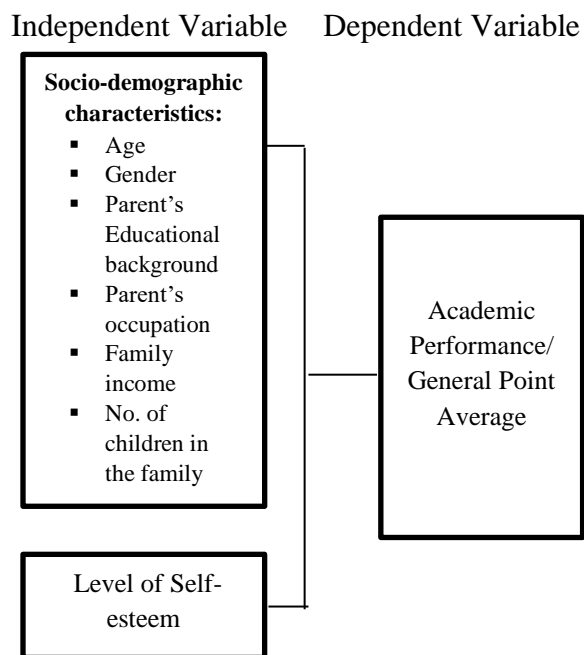 Independent Variable
Dependent Variable
Socio-demographic
characteristics:
▪ Age
▪ Gender
▪ Parent’s
Educational
background
▪ Parent’s
occupation
▪ Family
income
▪ No. of
children in
the family
Level of Self-
esteem
Academic
Performance/
General Point
Average